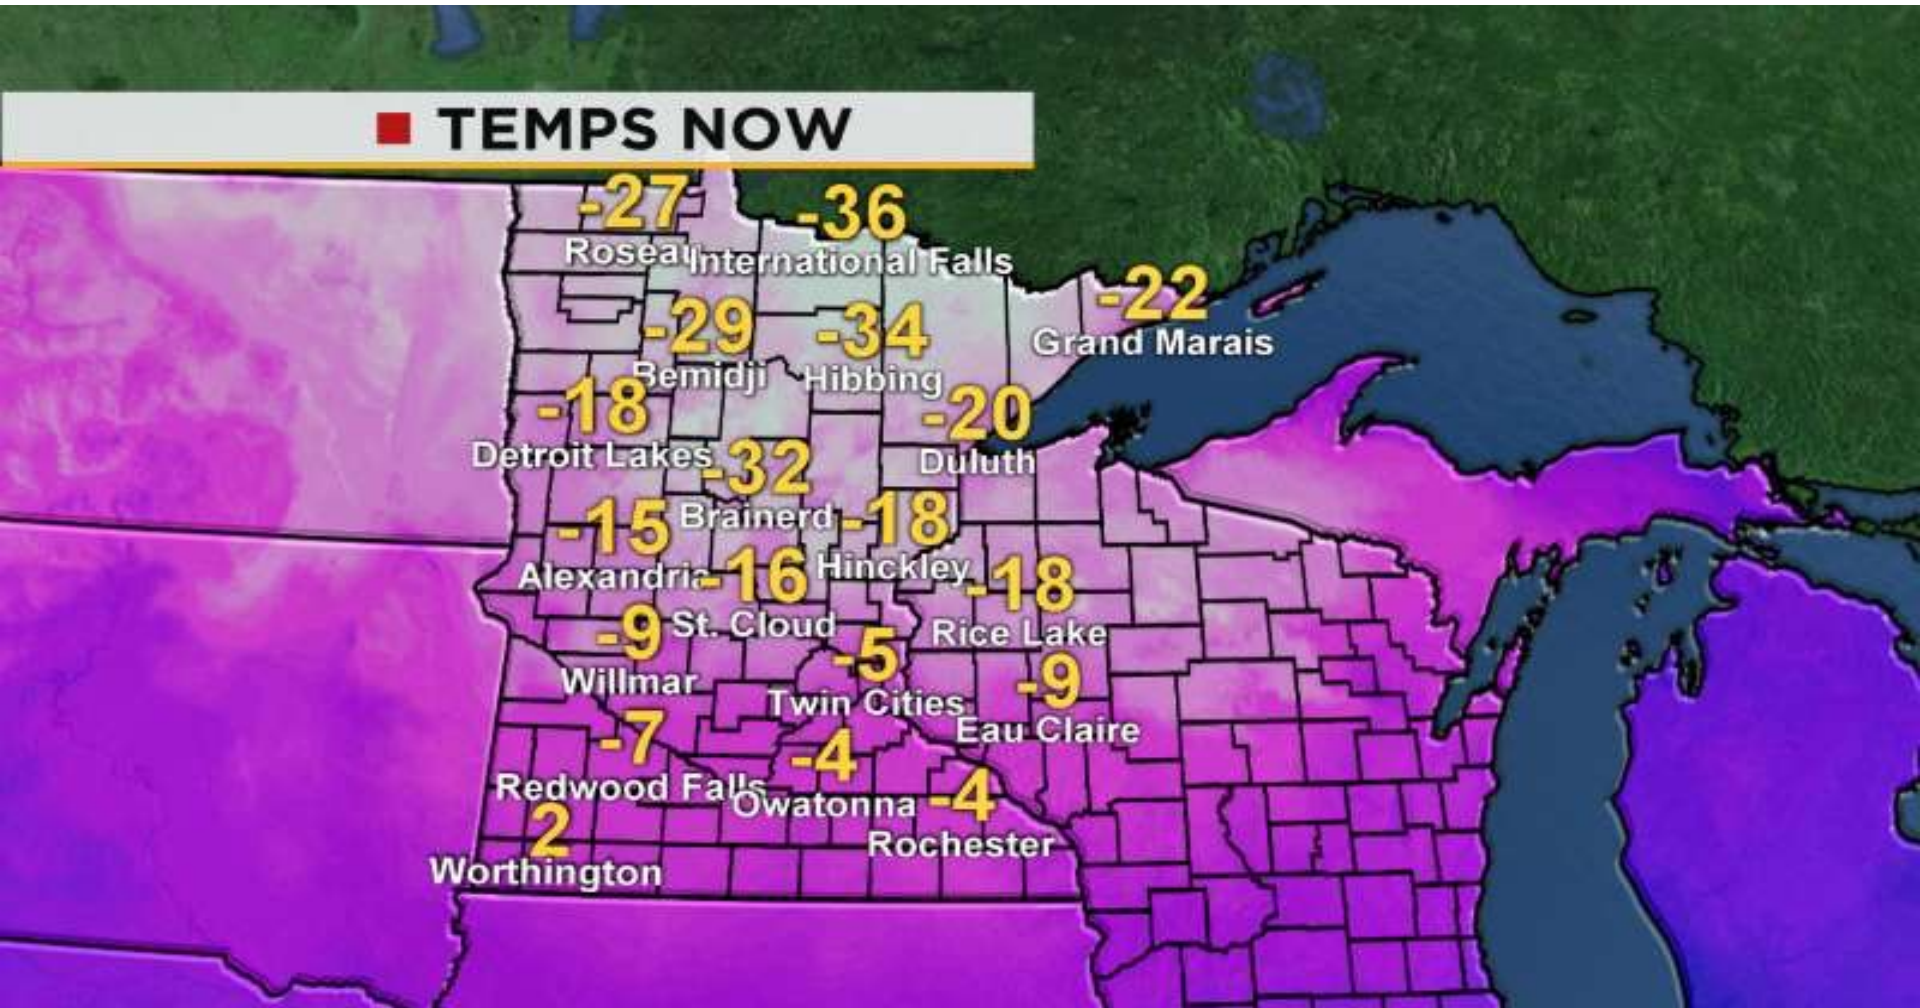 TEMPS NOW
-27
Roseau
-36
International Falls
-22
Grand Marais
-29
Bemidji
-34
Hibbing
-18
Detroit Lakes
-20
Duluth
-32
Brainerd
-15
Alexandria
-18
Hinckley
-16
St. Cloud
-18
Rice Lake
-9
Willmar
-5
Twin Cities
-9
Eau Claire
-7
Redwood Falls
-4
Owatonna
-4
Rochester
2
Worthington